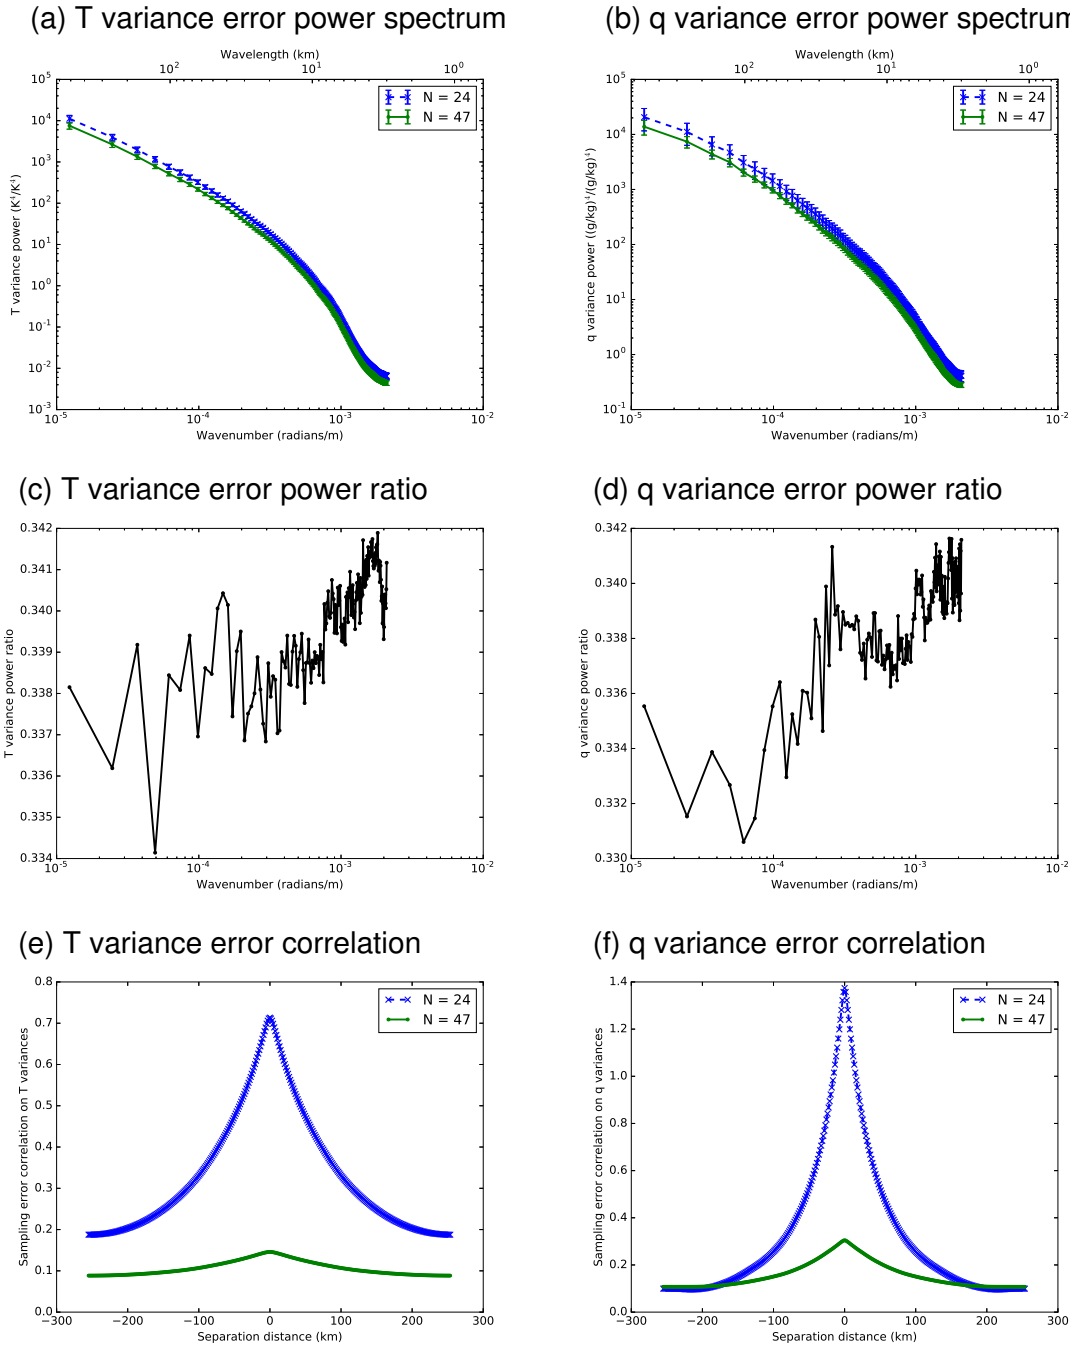 (a) T variance error power spectrum
Wavelength (km)
10² 10¹ 10⁰
10⁵
10⁴
10³
10²
10¹
10⁰
10⁻¹
10⁻²
10⁻³
T variance power (K⁴/K⁴)
N = 24
N = 47
10⁻⁵ 10⁻⁴ 10⁻³ 10⁻²
Wavenumber (radians/m)
(b) q variance error power spectrum
Wavelength (km)
10² 10¹ 10⁰
10⁵
10⁴
10³
10²
10¹
10⁰
10⁻¹
q variance power ((g/kg)⁴/(g/kg)⁴)
N = 24
N = 47
10⁻⁵ 10⁻⁴ 10⁻³ 10⁻²
Wavenumber (radians/m)
(c) T variance error power ratio
0.342
0.341
0.340
0.339
0.338
0.337
0.336
0.335
0.334
T variance power ratio
10⁻⁵ 10⁻⁴ 10⁻³ 10⁻²
Wavenumber (radians/m)
(d) q variance error power ratio
0.342
0.340
0.338
0.336
0.334
0.332
0.330
q variance power ratio
10⁻⁵ 10⁻⁴ 10⁻³ 10⁻²
Wavenumber (radians/m)
(e) T variance error correlation
0.8
0.7
0.6
0.5
0.4
0.3
0.2
0.1
0.0
Sampling error correlation on T variances
N = 24
N = 47
−300 −200 −100 0 100 200 300
Separation distance (km)
(f) q variance error correlation
1.4
1.2
1.0
0.8
0.6
0.4
0.2
0.0
Sampling error correlation on q variances
N = 24
N = 47
−300 −200 −100 0 100 200 300
Separation distance (km)